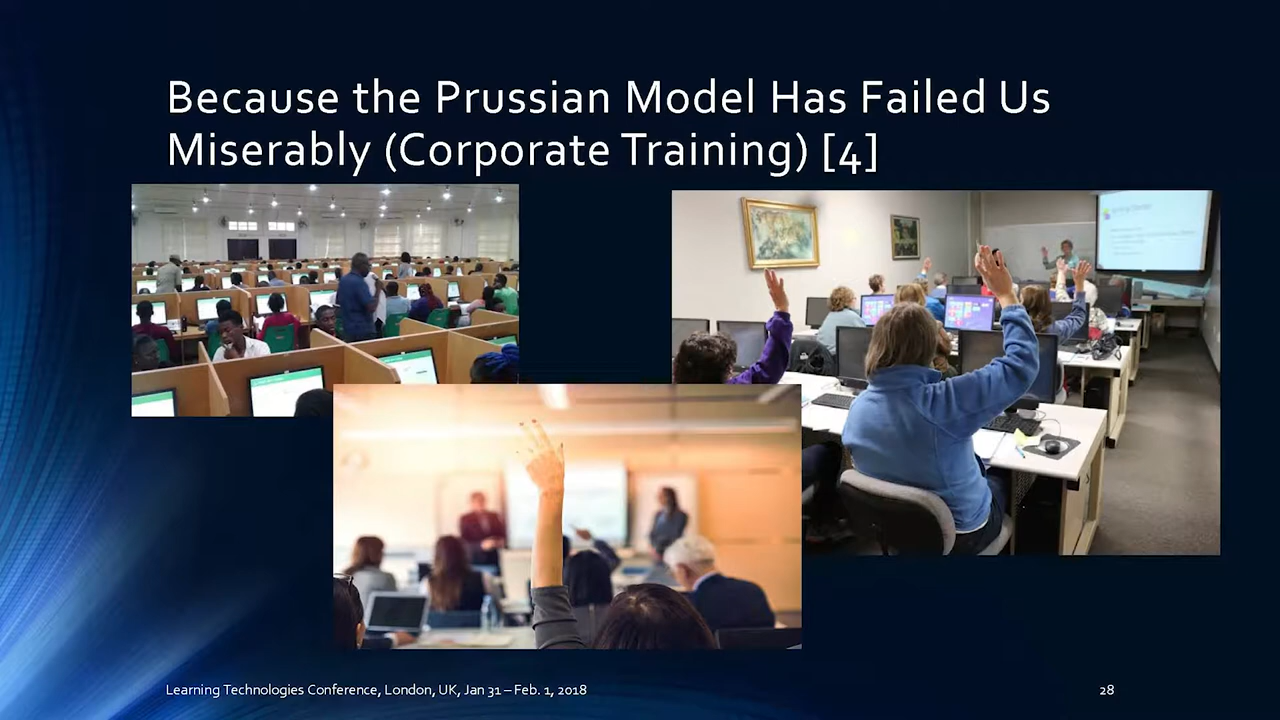 Because the Prussian Model Has Failed Us
Miserably (Corporate Training) [4]
Learning Technologies Conference, London, UK, Jan 31 – Feb. 1, 2018
28